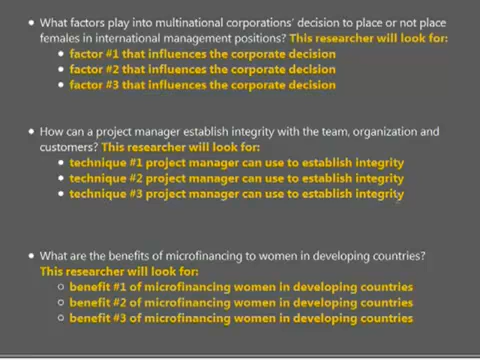 • What factors play into multinational corporations' decision to place or not place
females in international management positions? This researcher will look for:
• factor #1 that influences the corporate decision
• factor #2 that influences the corporate decision
• factor #3 that influences the corporate decision
• How can a project manager establish integrity with the team, organization and
customers? This researcher will look for:
• technique #1 project manager can use to establish integrity
• technique #2 project manager can use to establish integrity
• technique #3 project manager can use to establish integrity
• What are the benefits of microfinancing to women in developing countries?
This researcher will look for:
○ benefit #1 of microfinancing women in developing countries
○ benefit #2 of microfinancing women in developing countries
○ benefit #3 of microfinancing women in developing countries